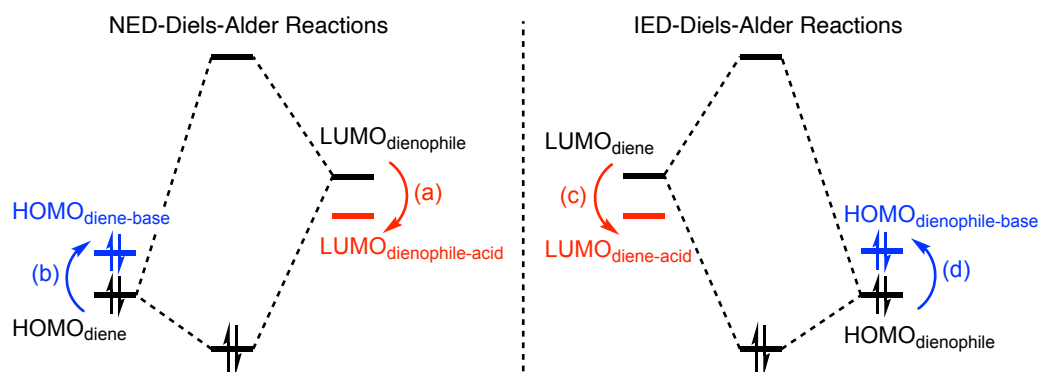 NED-Diels-Alder Reactions
IED-Diels-Alder Reactions
LUMOdienophile
(a)
LUMOdienophile-acid
HOMOdiene-base
(b)
HOMOdiene
LUMOdiene
(c)
LUMOdiene-acid
HOMOdienophile-base
(d)
HOMOdienophile